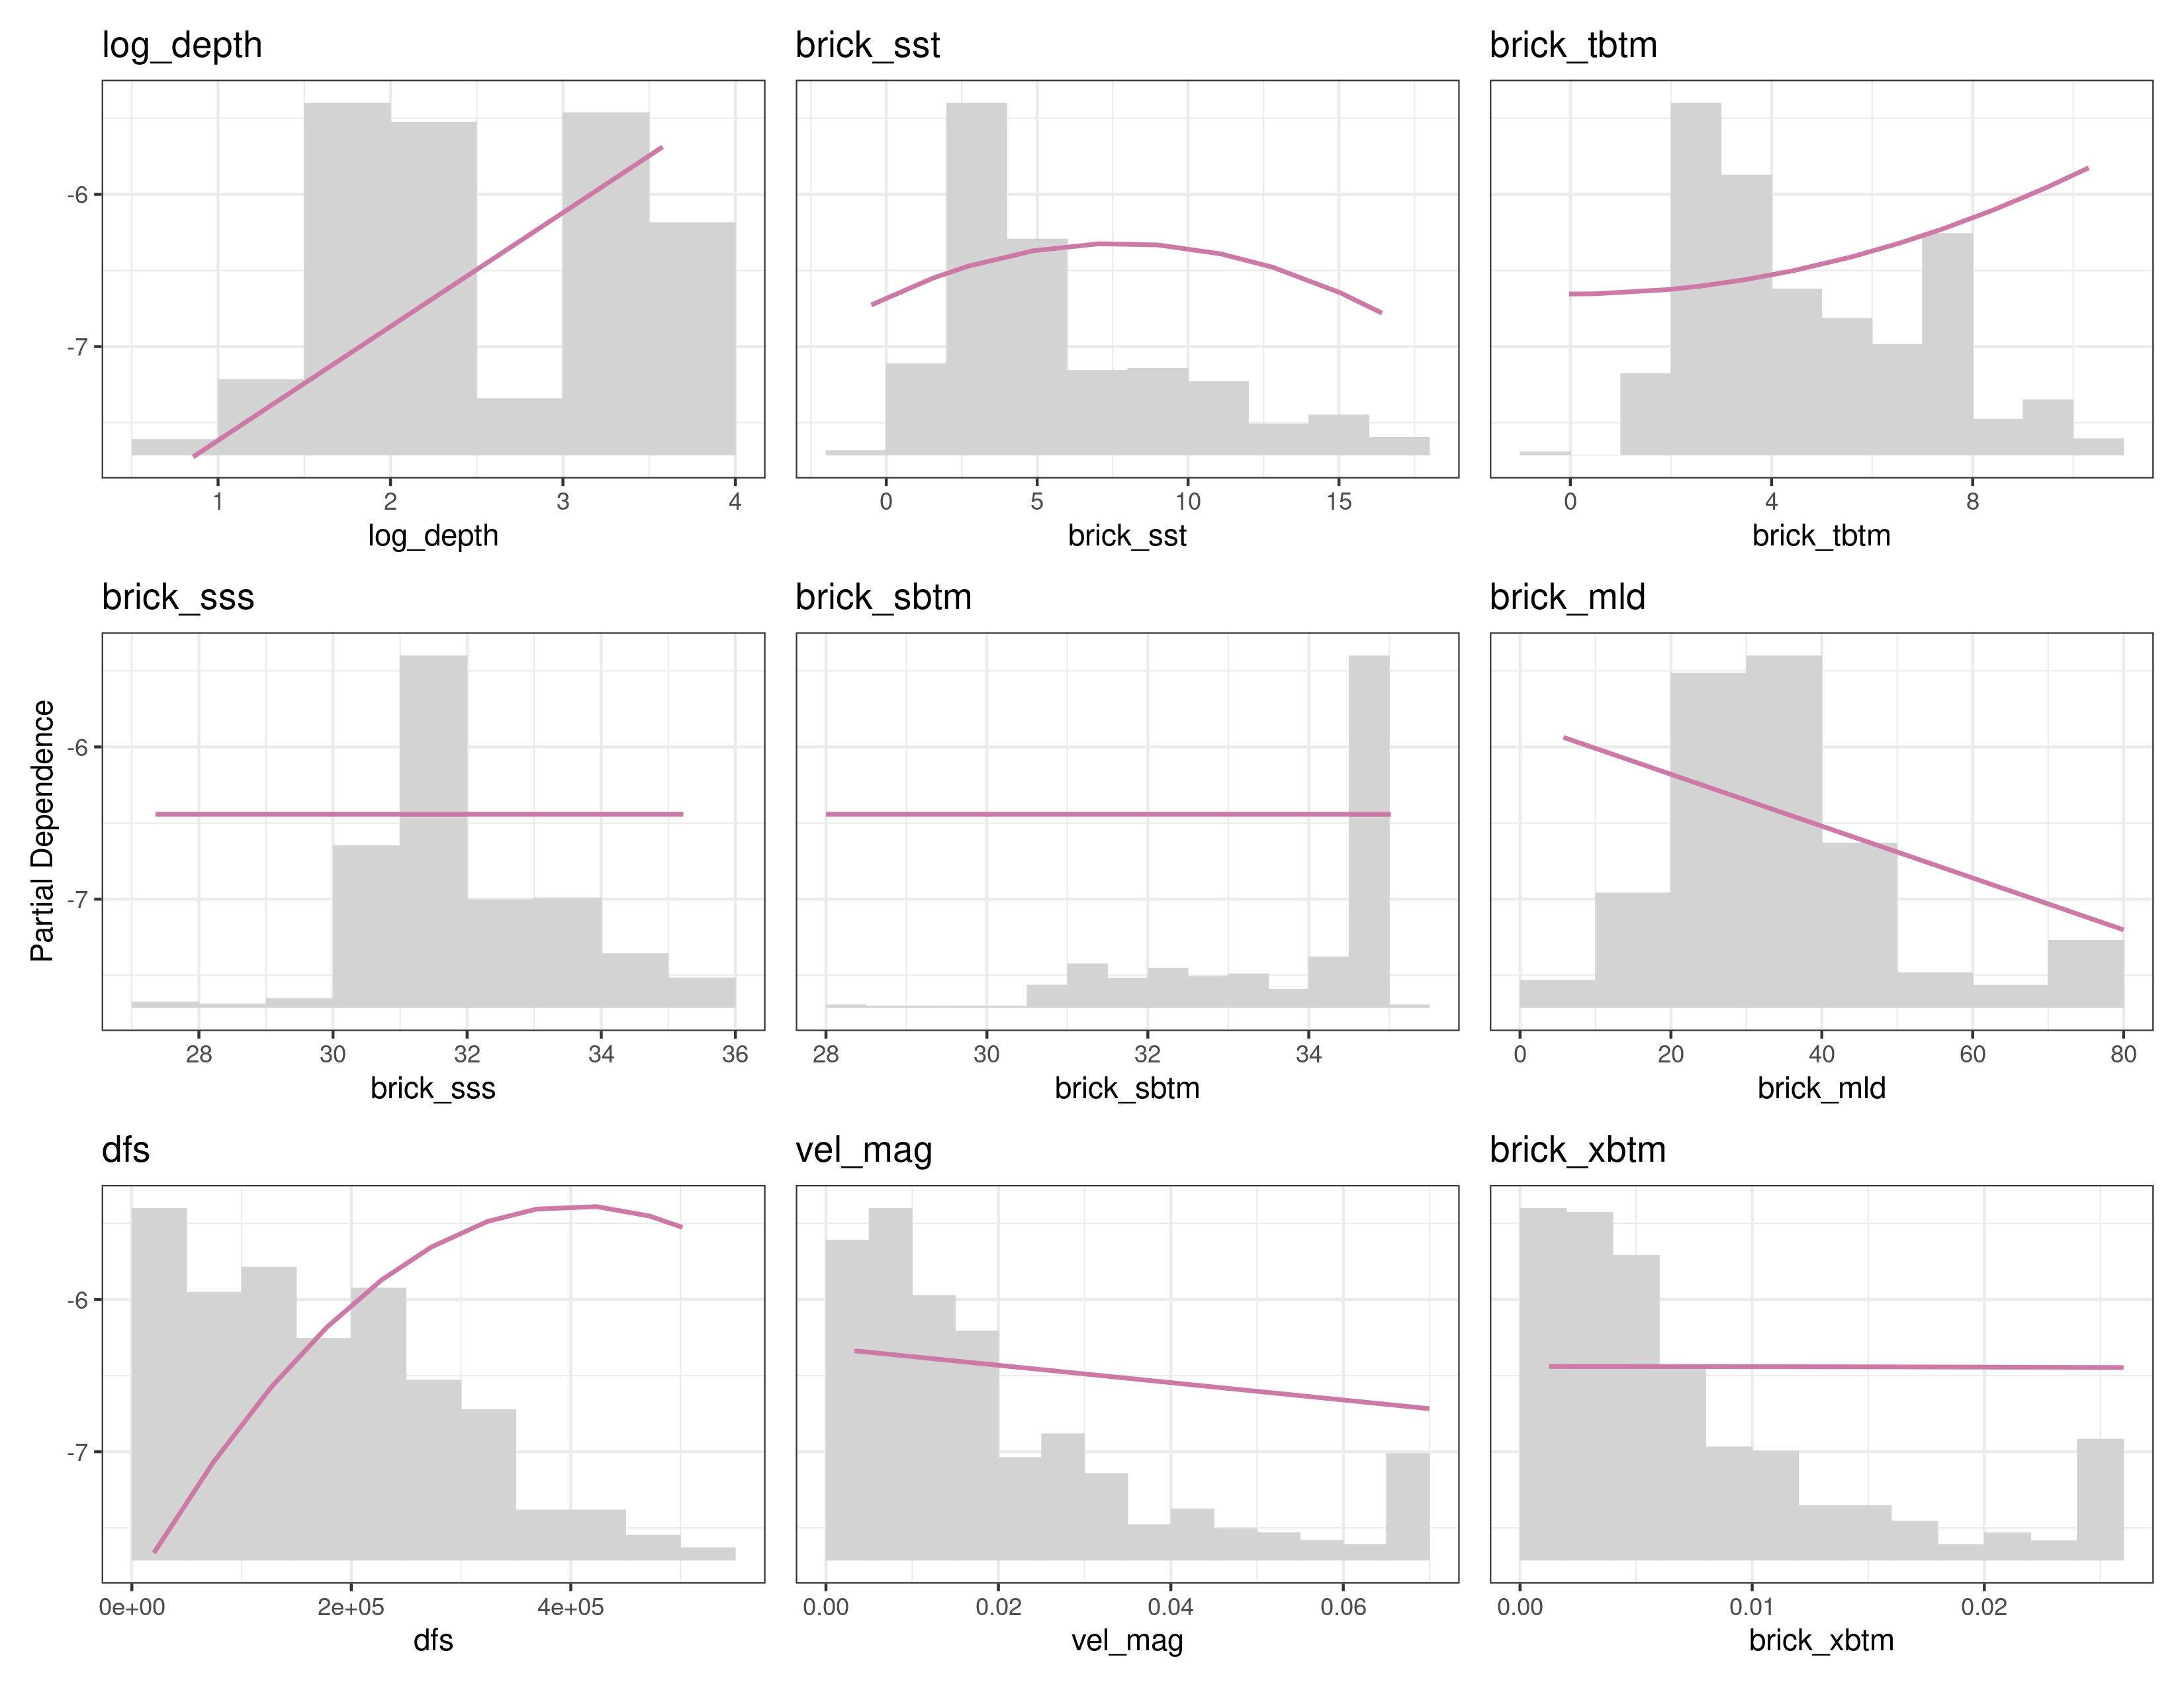 log_depth
brick_sst
brick_tbtm
-6
-7
1 2 3 4
0 5 10 15
0 4 8
log_depth
brick_sst
brick_tbtm
brick_sss
brick_sbtm
brick_mld
Partial Dependence
-6
-7
28 30 32 34 36
28 30 32 34
0 20 40 60 80
brick_sss
brick_sbtm
brick_mld
dfs
vel_mag
brick_xbtm
-6
-7
0e+00 2e+05 4e+05
0.00 0.02 0.04 0.06
0.00 0.01 0.02
dfs
vel_mag
brick_xbtm